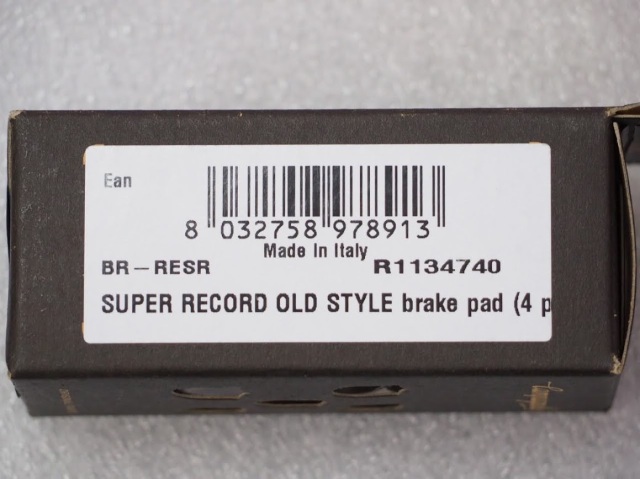 Ean
8 032758 978913
Made In Italy
BR-RESR R1134740
SUPER RECORD OLD STYLE brake pad (4 p